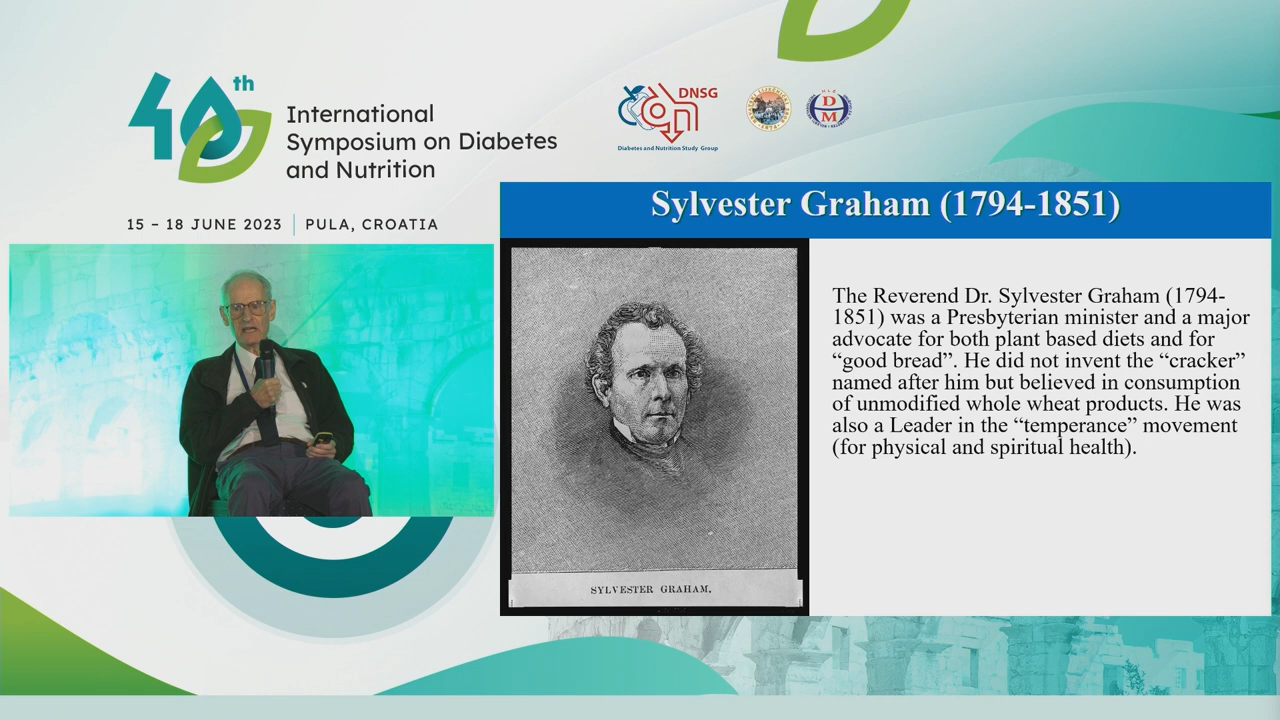 40th
International
Symposium on Diabetes
and Nutrition
15 – 18 JUNE 2023 | PULA, CROATIA
DNSG
Diabetes and Nutrition Study Group
DM
Sylvester Graham (1794-1851)
SYLVESTER GRAHAM,
The Reverend Dr. Sylvester Graham (1794-
1851) was a Presbyterian minister and a major
advocate for both plant based diets and for
“good bread”. He did not invent the “cracker”
named after him but believed in consumption
of unmodified whole wheat products. He was
also a Leader in the “temperance” movement
(for physical and spiritual health).